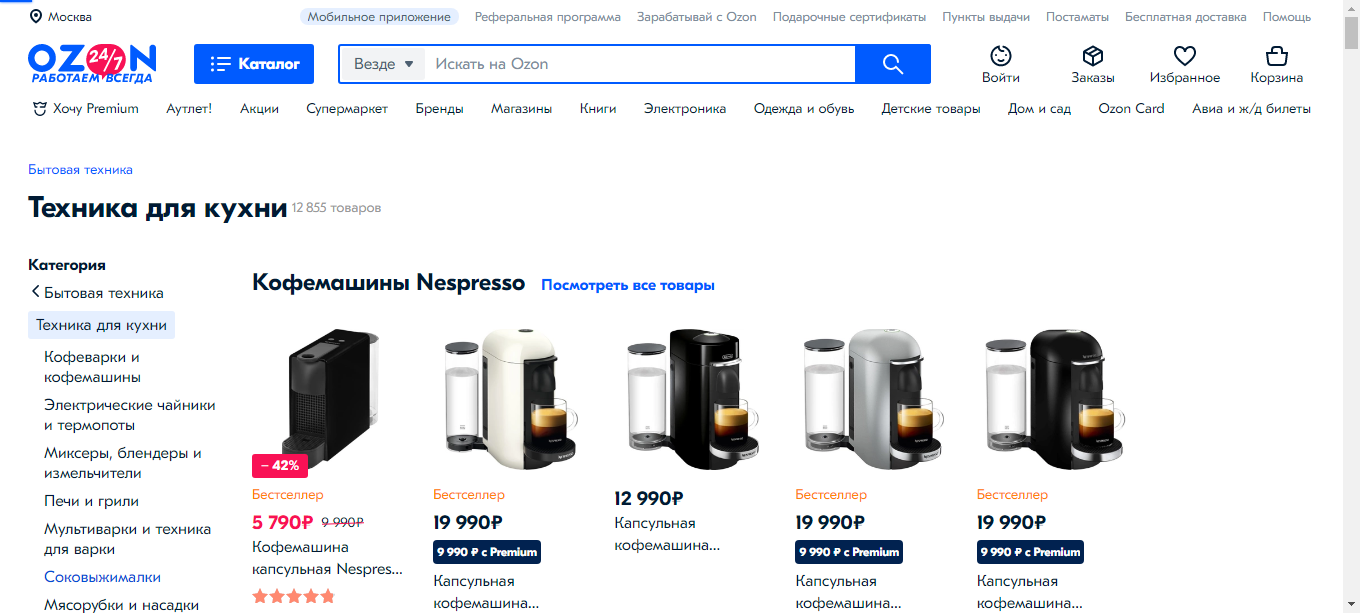 Москва
Мобильное приложение
Реферальная программа
Зарабатывай с Ozon
Подарочные сертификаты
Пункты выдачи
Постаматы
Бесплатная доставка
Помощь
OZON
24/7
РАБОТАЕМ ВСЕГДА
Каталог
Везде
Искать на Ozon
Войти
Заказы
Избранное
Корзина
Хочу Premium
Аутлет!
Акции
Супермаркет
Бренды
Магазины
Книги
Электроника
Одежда и обувь
Детские товары
Дом и сад
Ozon Card
Авиа и ж/д билеты
Бытовая техника
Техника для кухни 12 855 товаров
Категория
Бытовая техника
Техника для кухни
Кофеварки и
кофемашины
Электрические чайники
и термопоты
Миксеры, блендеры и
измельчители
Печи и грили
Мультиварки и техника
для варки
Соковыжималки
Мясорубки и насадки
Кофемашины Nespresso
Посмотреть все товары
– 42%
Бестселлер
5 790₽ 9 990₽
Кофемашина
капсульная Nespres...
Бестселлер
19 990₽
9 990 ₽ с Premium
Капсульная
кофемашина...
12 990₽
Капсульная
кофемашина...
Бестселлер
19 990₽
9 990 ₽ с Premium
Капсульная
кофемашина...
Бестселлер
19 990₽
9 990 ₽ с Premium
Капсульная
кофемашина...